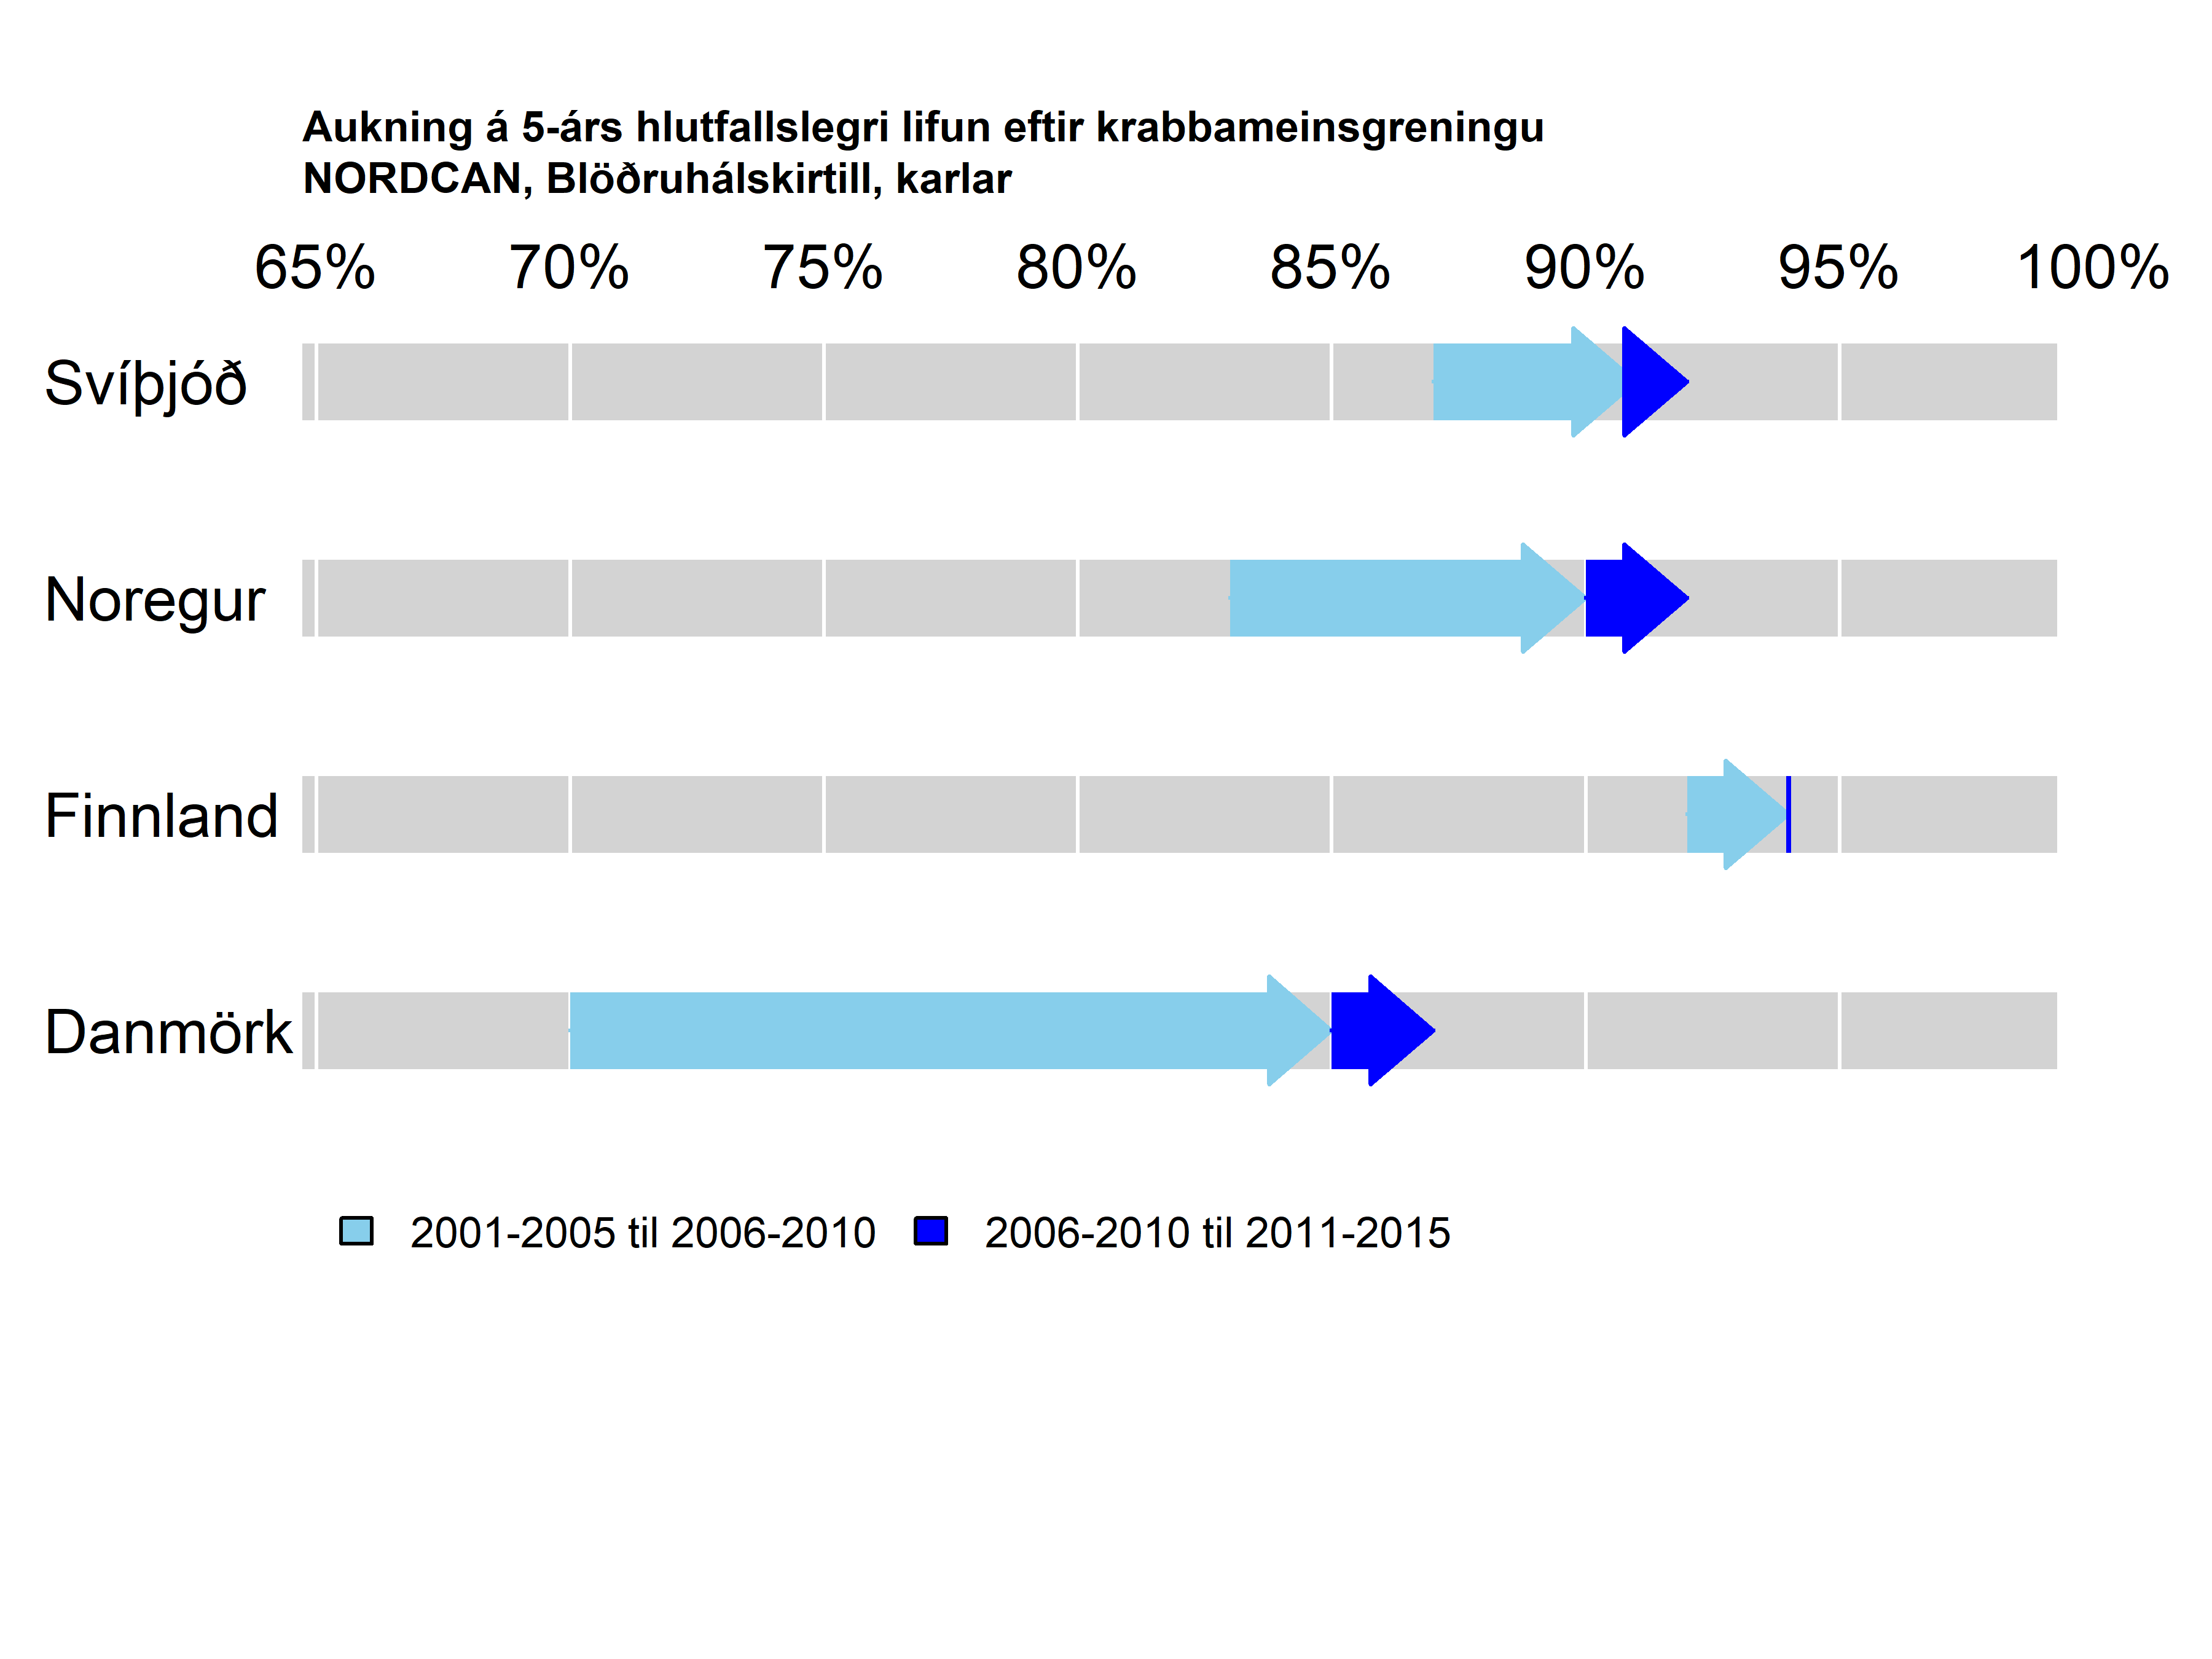 Aukning á 5-árs hlutfallslegri lifun eftir krabbameinsgreningu
NORDCAN, Blöðruhálskirtill, karlar
65% 70% 75% 80% 85% 90% 95% 100%
Svíþjóð
Noregur
Finnland
Danmörk
2001-2005 til 2006-2010 2006-2010 til 2011-2015